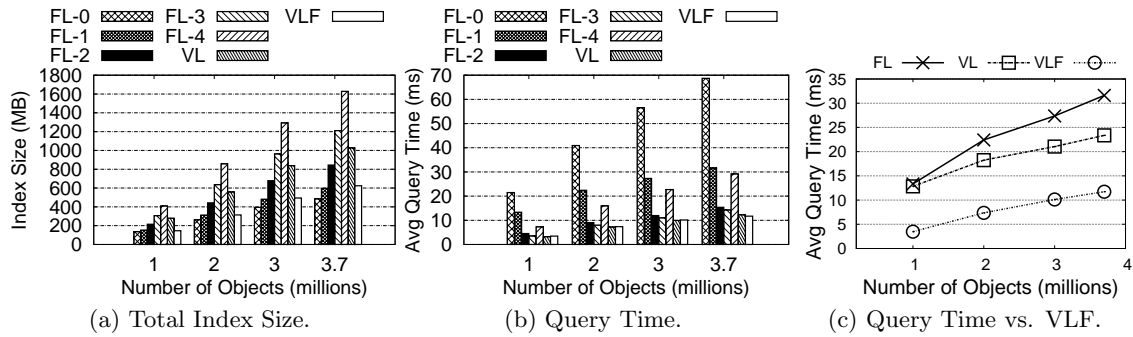 FL-0 FL-3 VLF
FL-1 FL-4
FL-2 VL
Index Size (MB)
1800
1600
1400
1200
1000
800
600
400
200
0
1 2 3 3.7
Number of Objects (millions)
(a) Total Index Size.
FL-0 FL-3 VLF
FL-1 FL-4
FL-2 VL
Avg Query Time (ms)
70
60
50
40
30
20
10
0
1 2 3 3.7
Number of Objects (millions)
(b) Query Time.
FL VL VLF
Avg Query Time (ms)
35
30
25
20
15
10
5
0
0 1 2 3 4
Number of Objects (millions)
(c) Query Time vs. VLF.